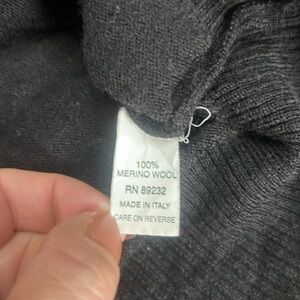 100%
MERINO WOOL
RN 89232
MADE IN ITALY
CARE ON REVERSE